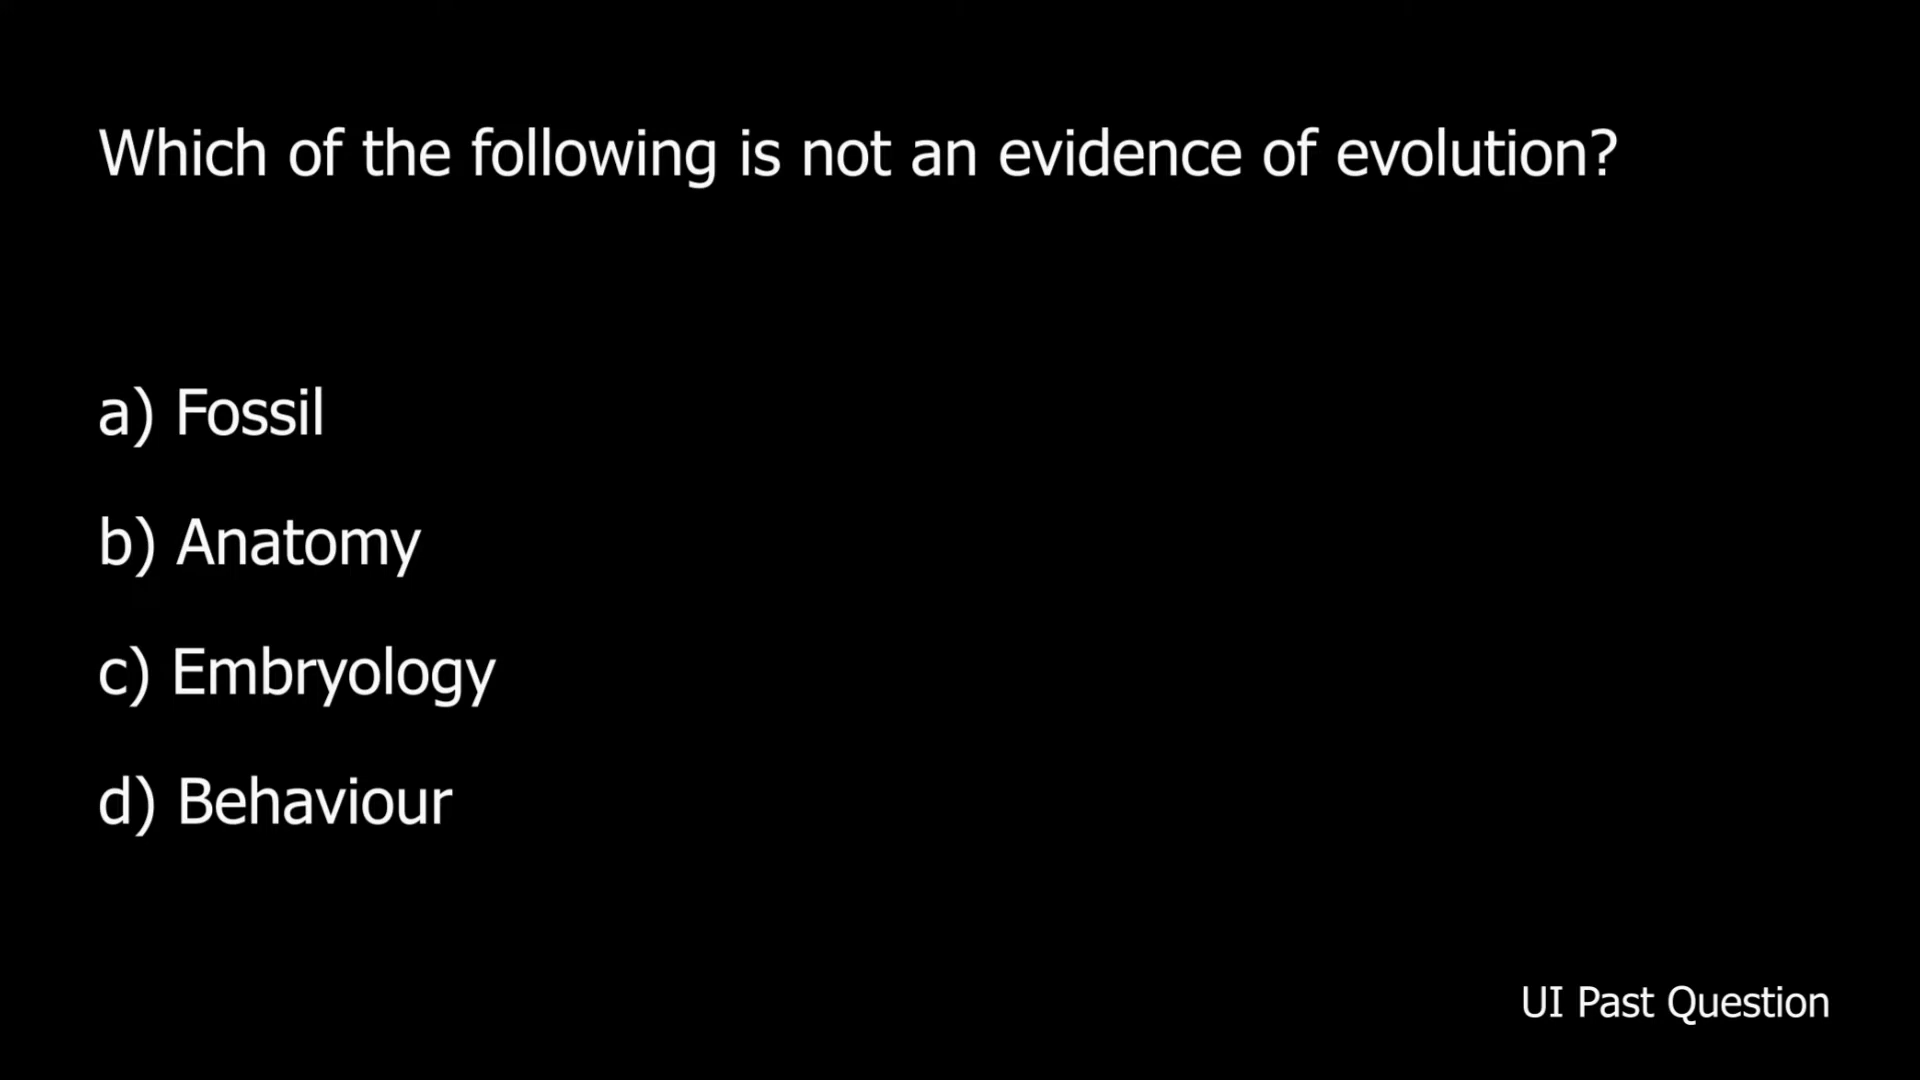 Which of the following is not an evidence of evolution?
a) Fossil
b) Anatomy
c) Embryology
d) Behaviour
UI Past Question